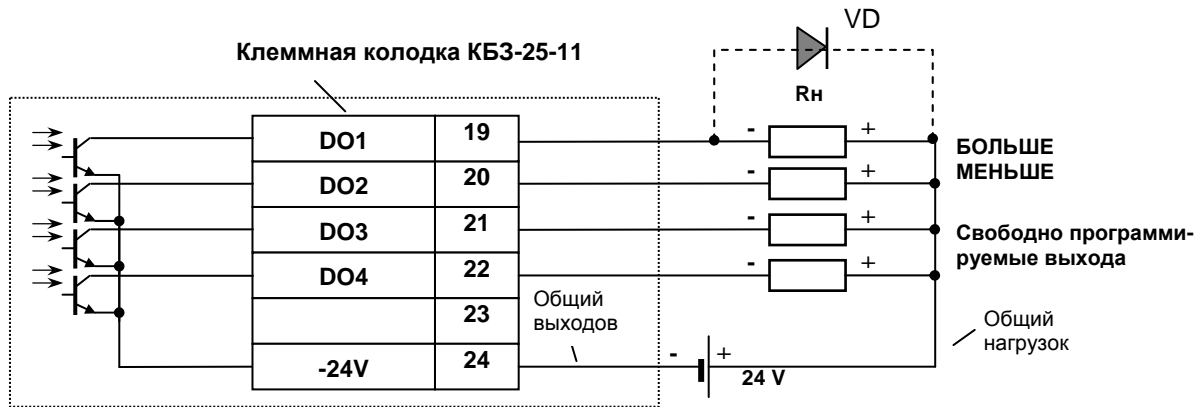 VD
Клеммная колодка КБЗ-25-11
Rн
DO1 19 - +
БОЛЬШЕ
МЕНЬШЕ
DO2 20 - +
DO3 21 - +
Свободно программи-
руемые выхода
DO4 22 - +
23
Общий
выходов
Общий
нагрузок
-24V 24 - +
24 V